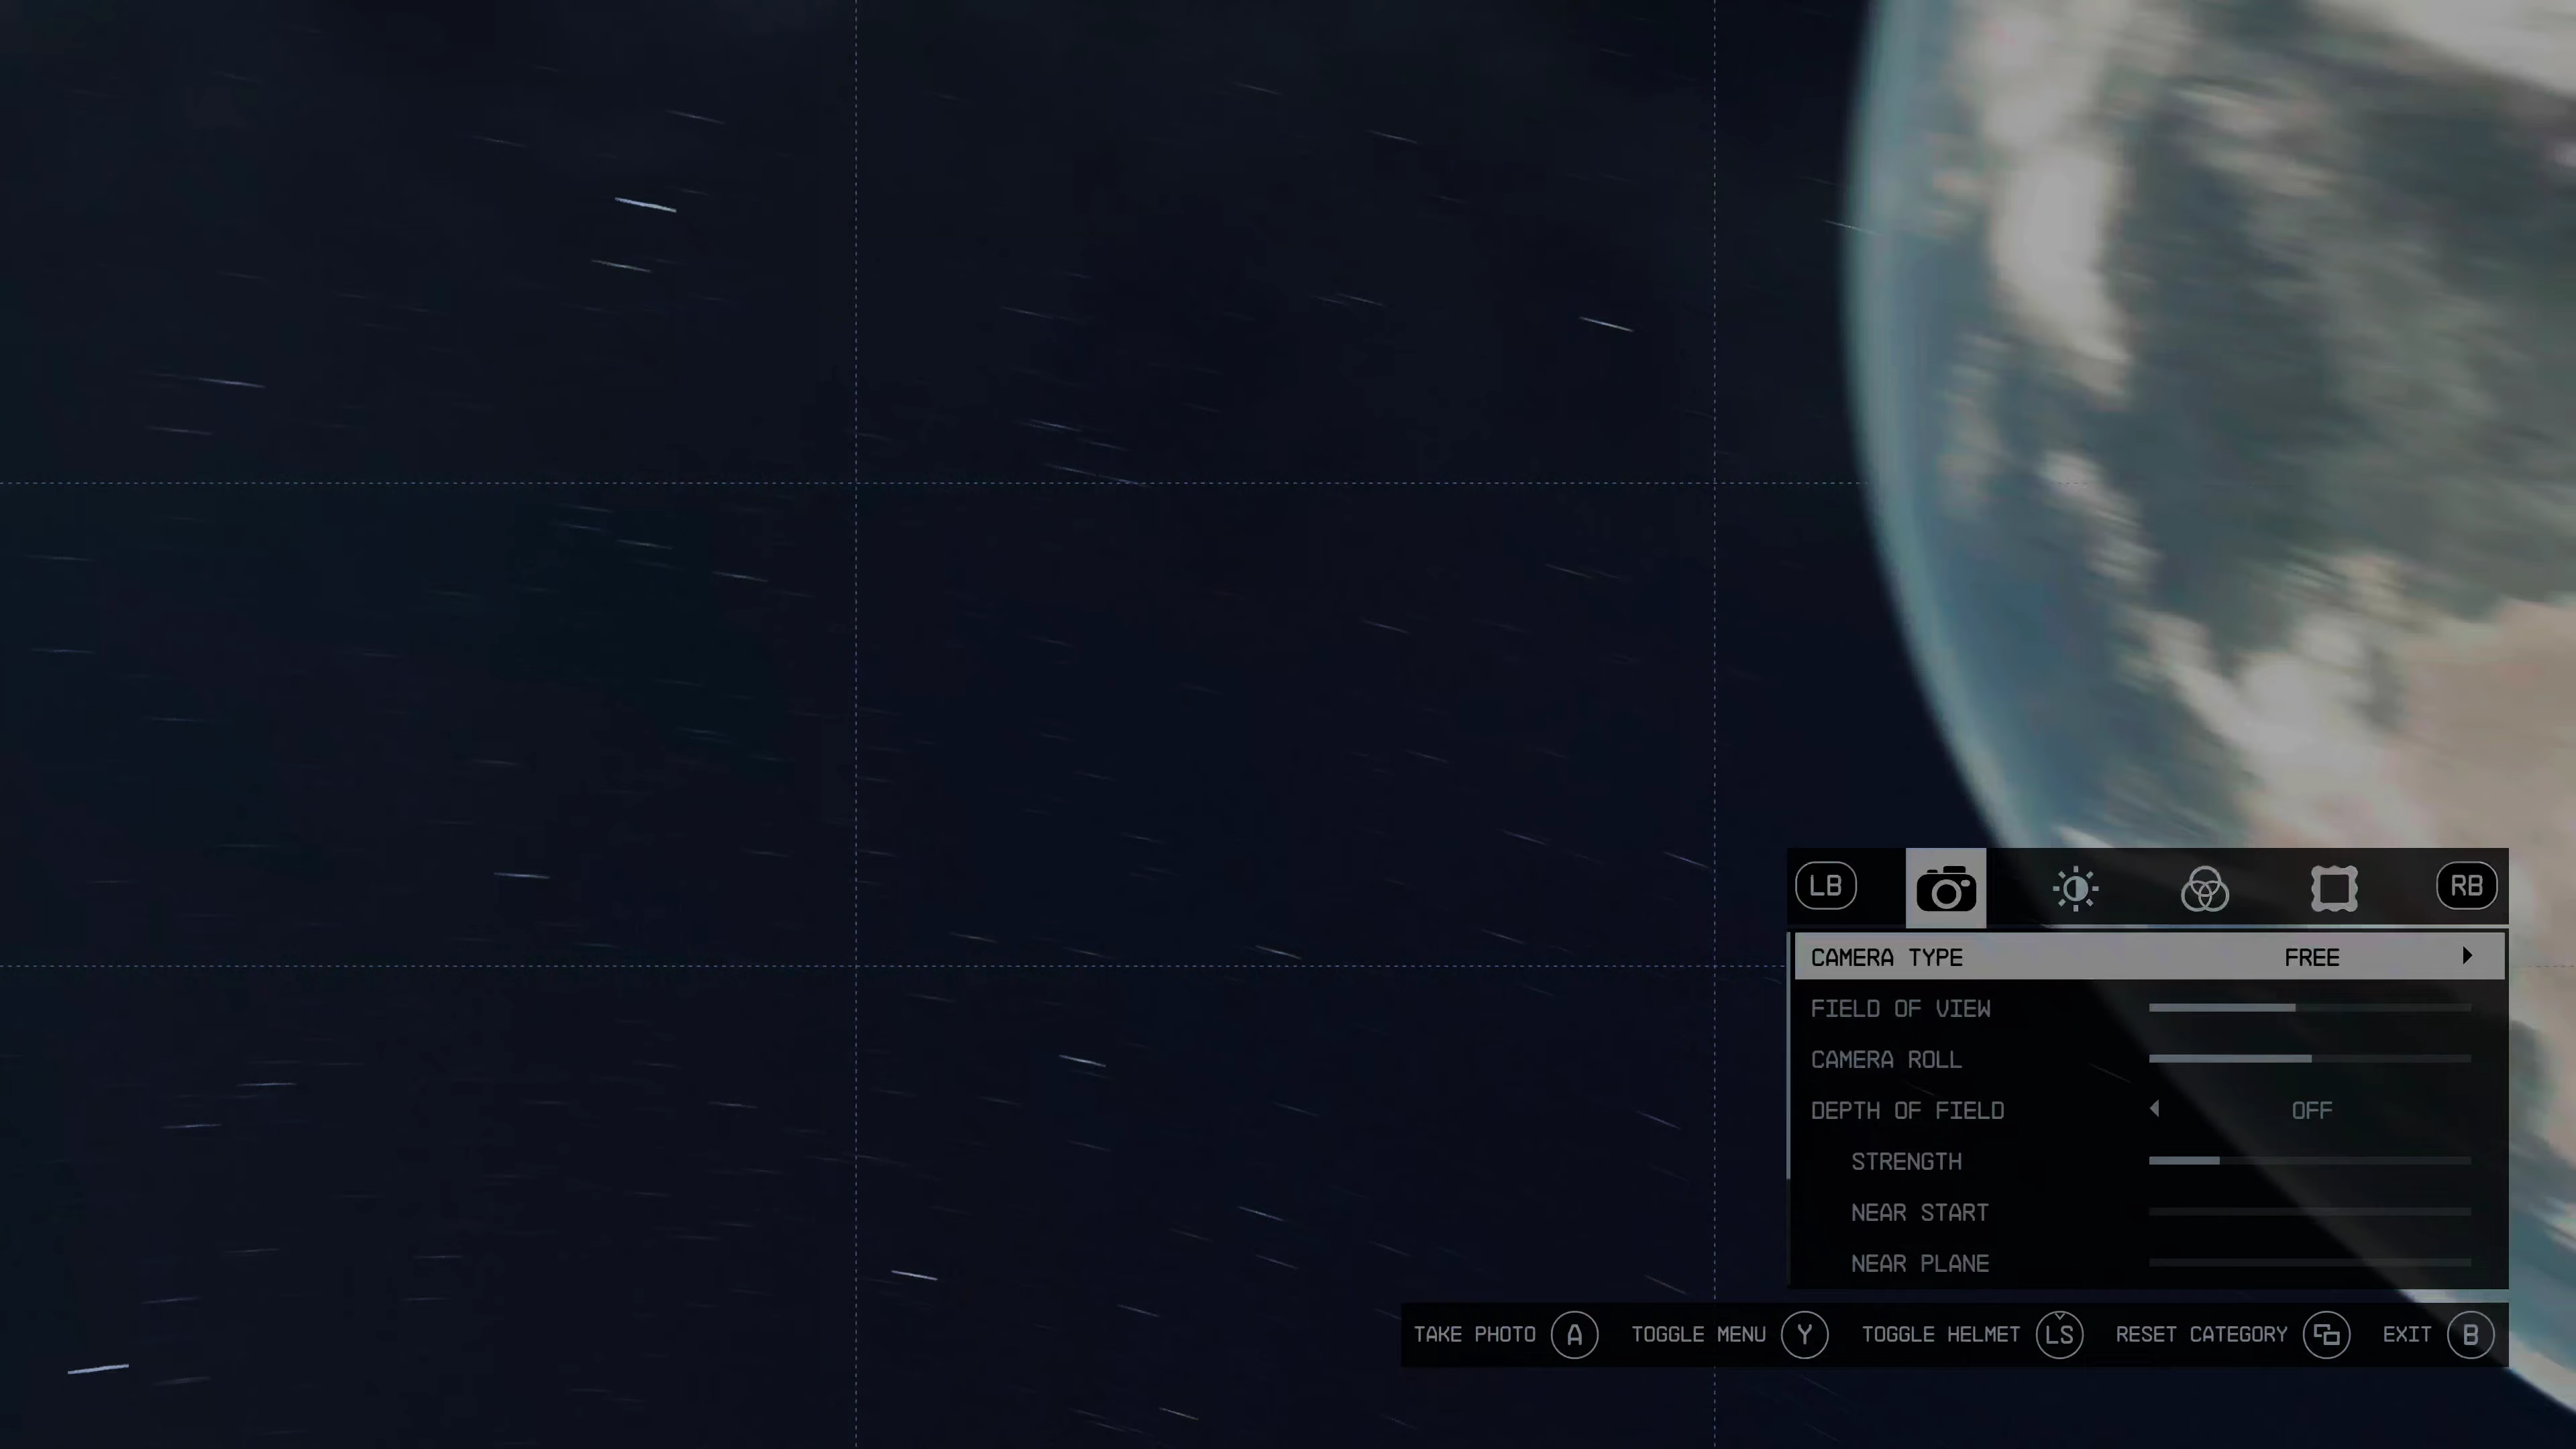 LB RB
CAMERA TYPE FREE
FIELD OF VIEW
CAMERA ROLL
DEPTH OF FIELD OFF
STRENGTH
NEAR START
NEAR PLANE
TAKE PHOTO A TOGGLE MENU Y TOGGLE HELMET LS RESET CATEGORY EXIT B